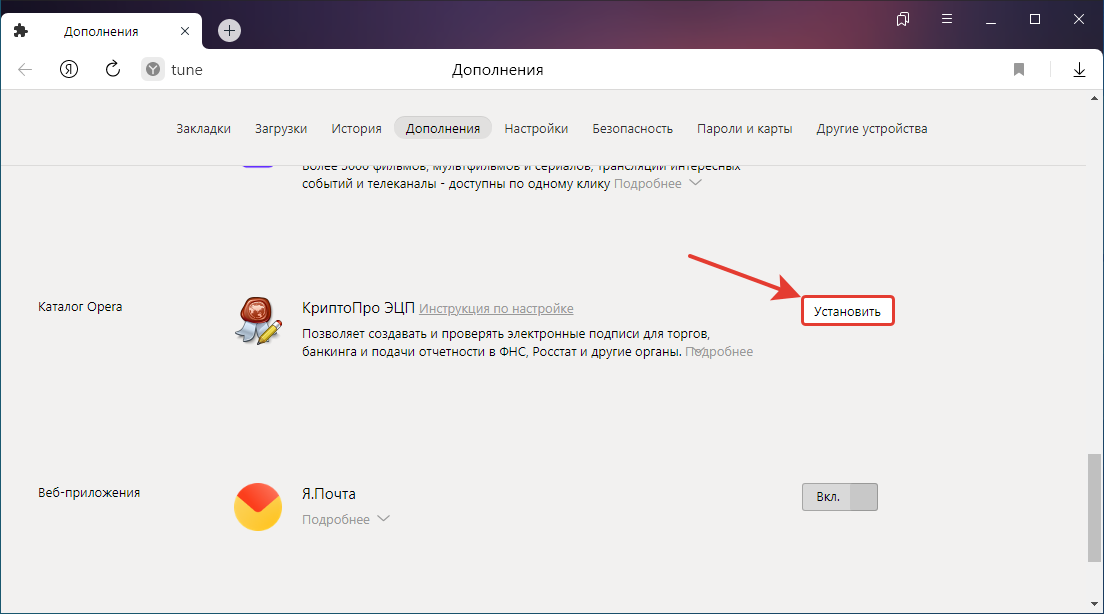 Дополнения
Я
tune
Дополнения
Закладки Загрузки История Дополнения Настройки Безопасность Пароли и карты Другие устройства
Более 5000 фильмов, мультфильмов и сериалов, трансляции интересных
событий и телеканалы - доступны по одному клику Подробнее
Каталог Opera
КриптоПро ЭЦП Инструкция по настройке
Установить
Позволяет создавать и проверять электронные подписи для торгов,
банкинга и подачи отчетности в ФНС, Росстат и другие органы. Подробнее
Веб-приложения
Я.Почта
Вкл.
Подробнее